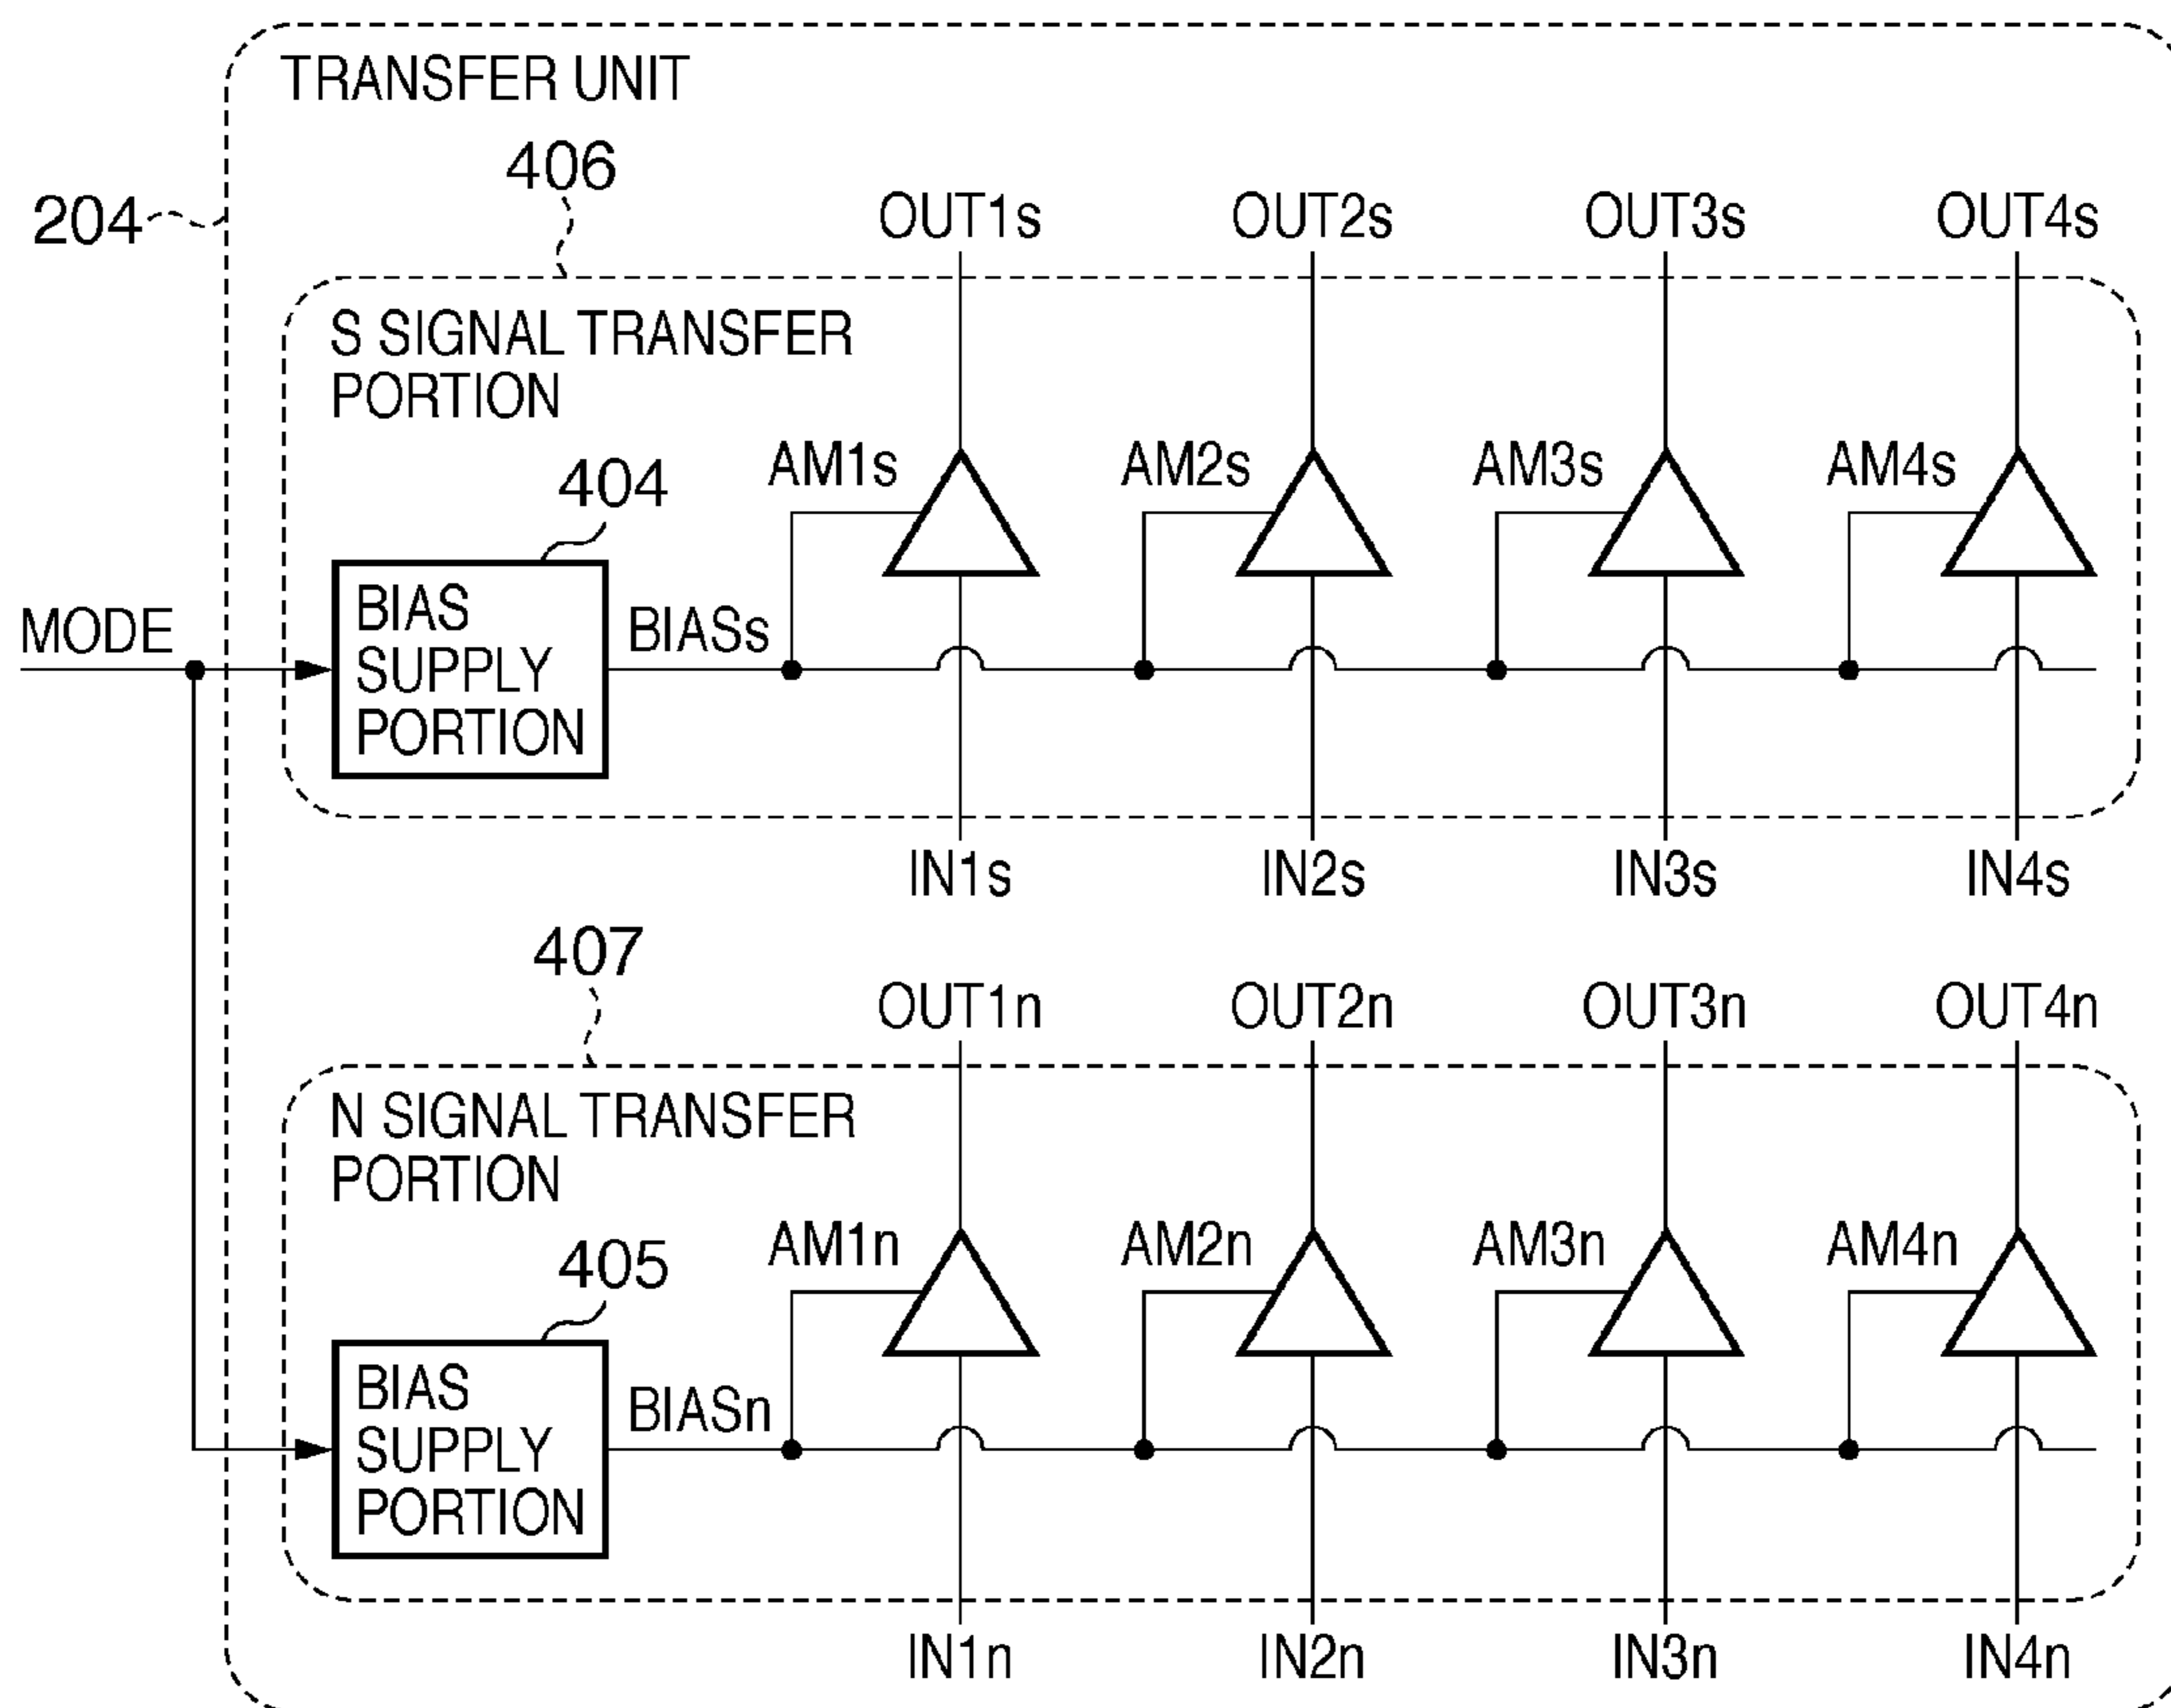 TRANSFER UNIT
406
204
OUT1s
OUT2s
OUT3s
OUT4s
S SIGNAL TRANSFER
PORTION
404
AM1s
AM2s
AM3s
AM4s
MODE
BIAS
SUPPLY
PORTION
BIASs
IN1s
IN2s
IN3s
IN4s
407
OUT1n
OUT2n
OUT3n
OUT4n
N SIGNAL TRANSFER
PORTION
405
AM1n
AM2n
AM3n
AM4n
BIAS
SUPPLY
PORTION
BIASn
IN1n
IN2n
IN3n
IN4n